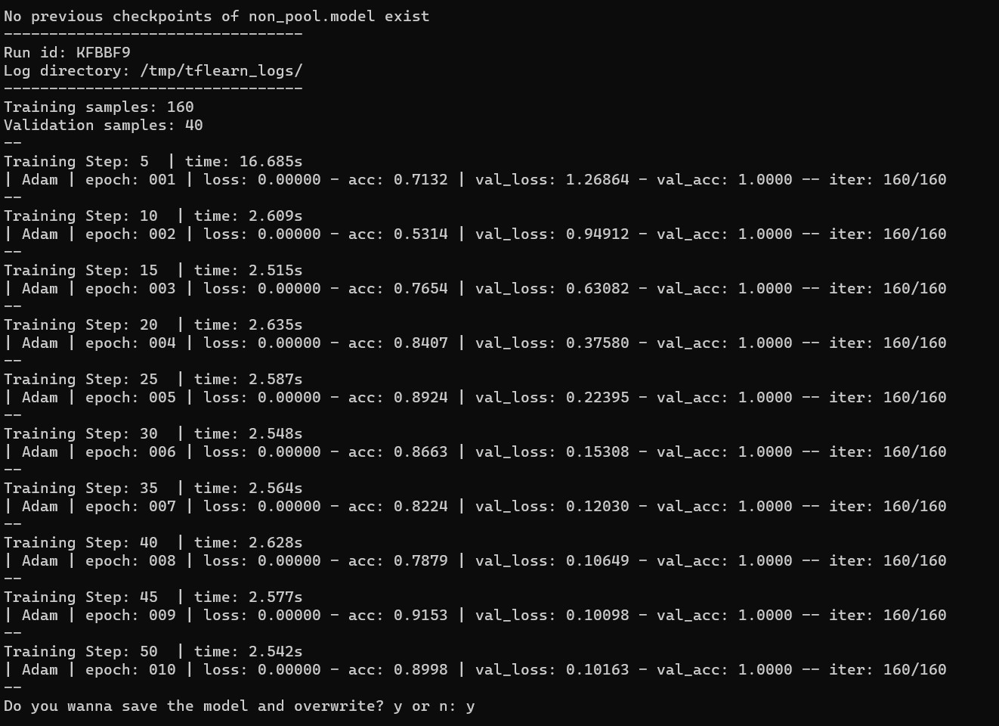 No previous checkpoints of non_pool.model exist
---------------------------------
Run id: KFBBF9
Log directory: /tmp/tflearn_logs/
---------------------------------
Training samples: 160
Validation samples: 40
--
Training Step: 5  | time: 16.685s
| Adam | epoch: 001 | loss: 0.00000 - acc: 0.7132 | val_loss: 1.26864 - val_acc: 1.0000 -- iter: 160/160
--
Training Step: 10  | time: 2.609s
| Adam | epoch: 002 | loss: 0.00000 - acc: 0.5314 | val_loss: 0.94912 - val_acc: 1.0000 -- iter: 160/160
--
Training Step: 15  | time: 2.515s
| Adam | epoch: 003 | loss: 0.00000 - acc: 0.7654 | val_loss: 0.63082 - val_acc: 1.0000 -- iter: 160/160
--
Training Step: 20  | time: 2.635s
| Adam | epoch: 004 | loss: 0.00000 - acc: 0.8407 | val_loss: 0.37580 - val_acc: 1.0000 -- iter: 160/160
--
Training Step: 25  | time: 2.587s
| Adam | epoch: 005 | loss: 0.00000 - acc: 0.8924 | val_loss: 0.22395 - val_acc: 1.0000 -- iter: 160/160
--
Training Step: 30  | time: 2.548s
| Adam | epoch: 006 | loss: 0.00000 - acc: 0.8663 | val_loss: 0.15308 - val_acc: 1.0000 -- iter: 160/160
--
Training Step: 35  | time: 2.564s
| Adam | epoch: 007 | loss: 0.00000 - acc: 0.8224 | val_loss: 0.12030 - val_acc: 1.0000 -- iter: 160/160
--
Training Step: 40  | time: 2.628s
| Adam | epoch: 008 | loss: 0.00000 - acc: 0.7879 | val_loss: 0.10649 - val_acc: 1.0000 -- iter: 160/160
--
Training Step: 45  | time: 2.577s
| Adam | epoch: 009 | loss: 0.00000 - acc: 0.9153 | val_loss: 0.10098 - val_acc: 1.0000 -- iter: 160/160
--
Training Step: 50  | time: 2.542s
| Adam | epoch: 010 | loss: 0.00000 - acc: 0.8998 | val_loss: 0.10163 - val_acc: 1.0000 -- iter: 160/160
--
Do you wanna save the model and overwrite? y or n: y